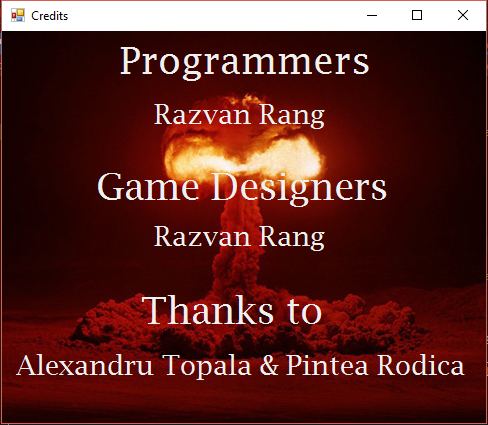 Credits
Programmers
Razvan Rang
Game Designers
Razvan Rang
Thanks to
Alexandru Topala & Pintea Rodica